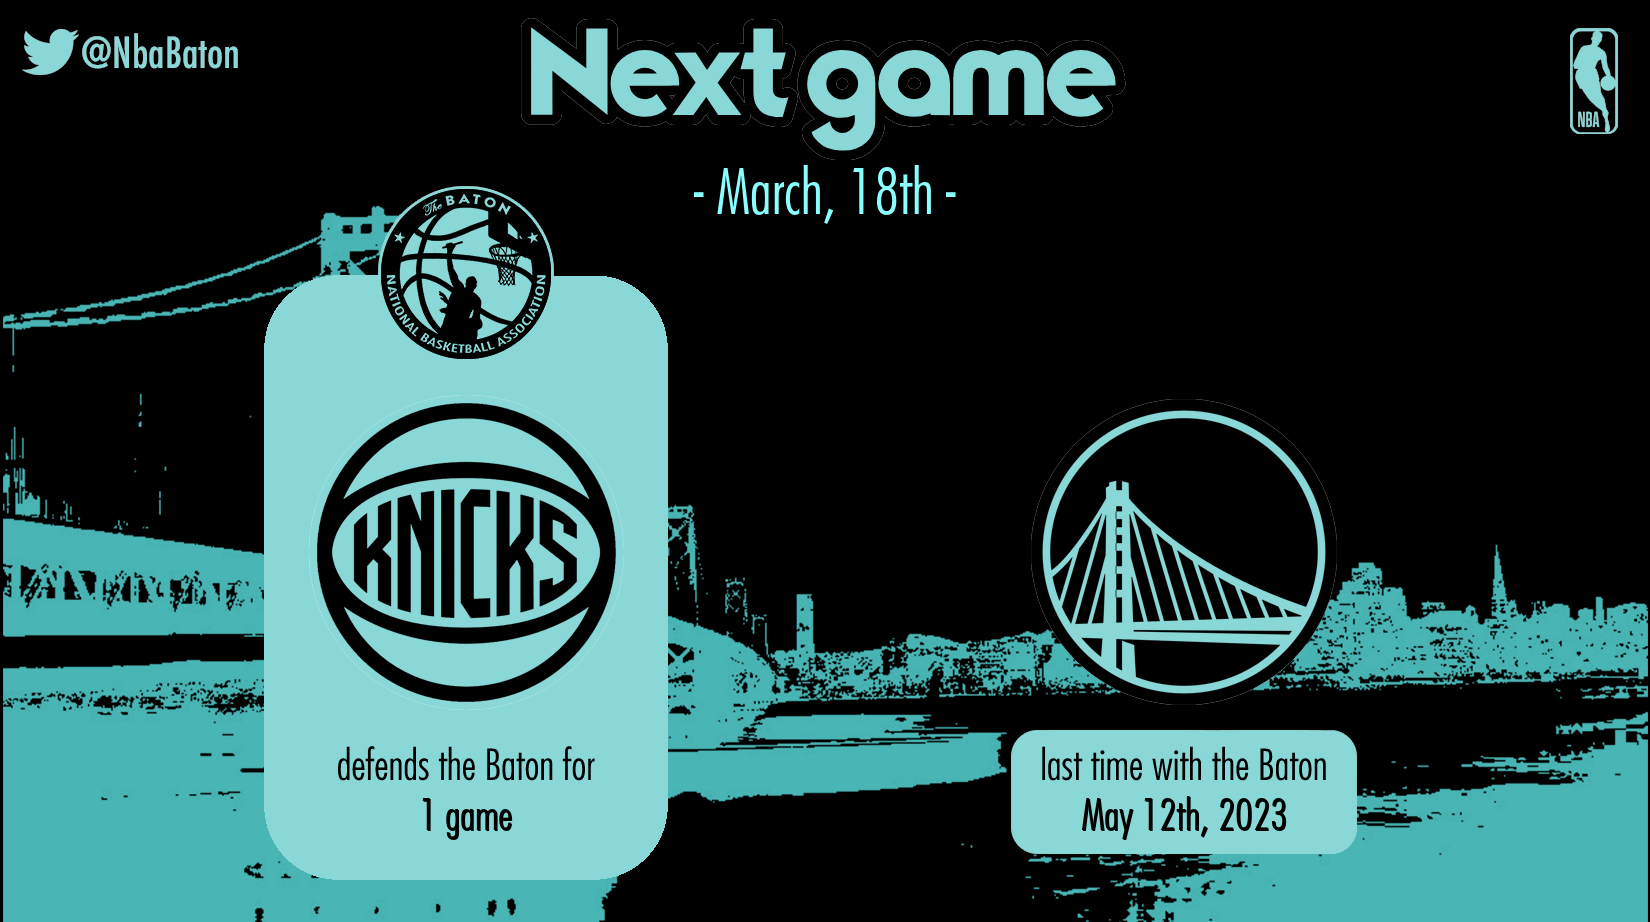 @NbaBaton
Next game
NBA
- March, 18th -
The BATON
NATIONAL BASKETBALL ASSOCIATION
KNICKS
defends the Baton for
1 game
last time with the Baton
May 12th, 2023